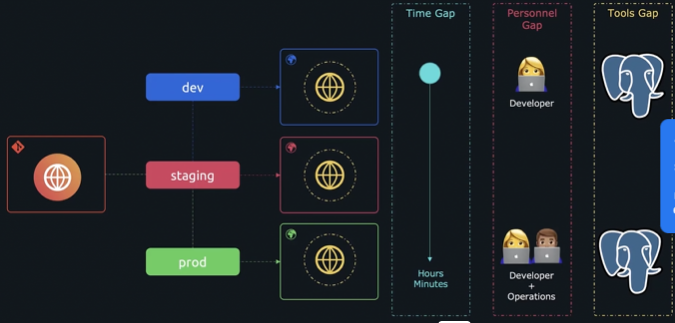 Time Gap
Personnel
Gap
Tools Gap
dev
staging
prod
Developer
Hours
Minutes
Developer
+
Operations